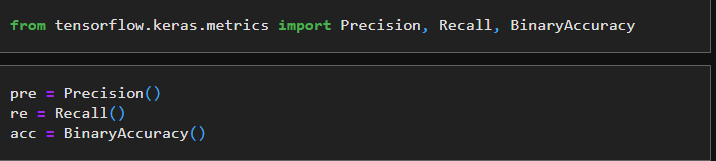 from tensorflow.keras.metrics import Precision, Recall, BinaryAccuracy
pre = Precision()
re = Recall()
acc = BinaryAccuracy()